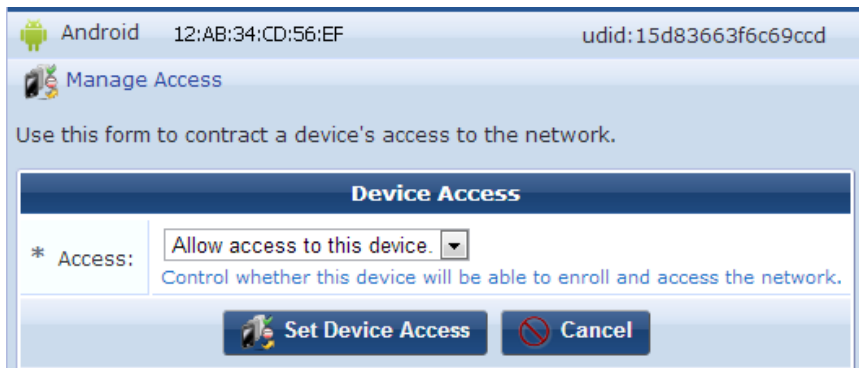 Android 12:AB:34:CD:56:EF udid:15d83663f6c69ccd
Manage Access
Use this form to contract a device's access to the network.
Device Access
* Access: Allow access to this device.
Control whether this device will be able to enroll and access the network.
Set Device Access Cancel